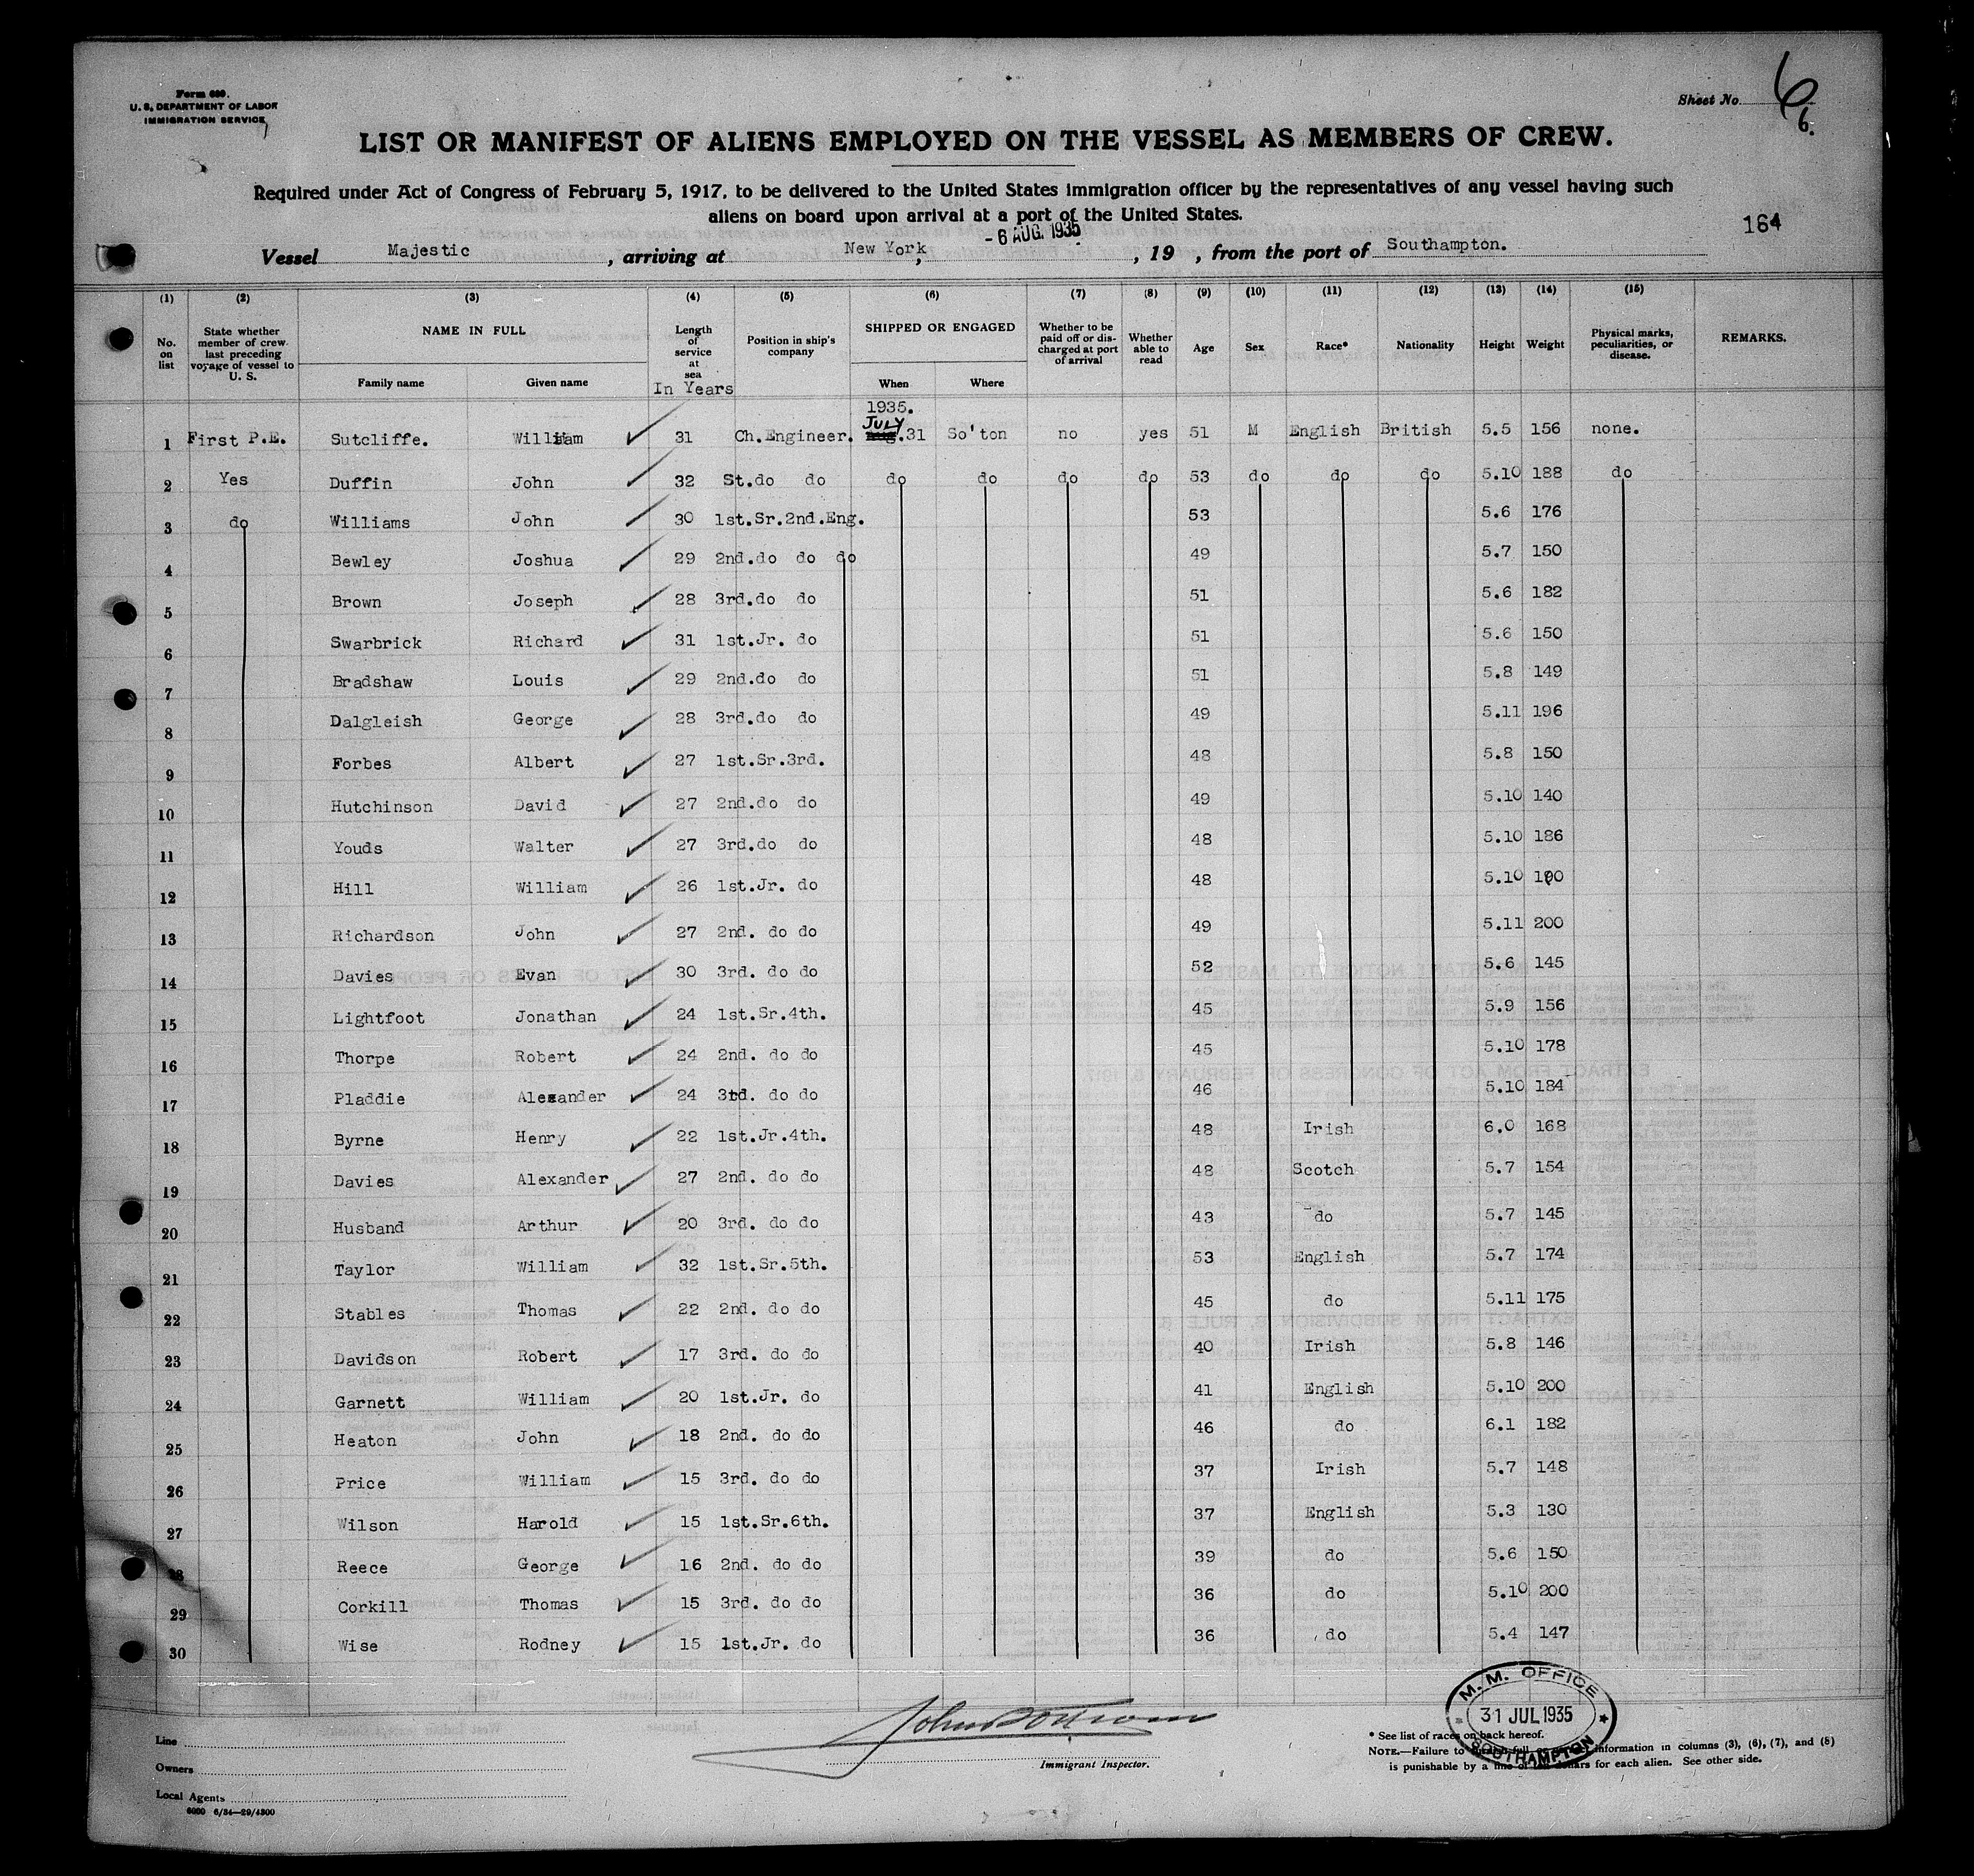 Form 680.
U. S. DEPARTMENT OF LABOR
IMMIGRATION SERVICE
Sheet No. 6
6.
LIST OR MANIFEST OF ALIENS EMPLOYED ON THE VESSEL AS MEMBERS OF CREW.
Required under Act of Congress of February 5, 1917, to be delivered to the United States immigration officer by the representatives of any vessel having such
aliens on board upon arrival at a port of the United States.
164
- 6 AUG. 1935
Vessel Majestic, arriving at New York, , 19 , from the port of Southampton.
(1) (2) (3) (4) (5) (6) (7) (8) (9) (10) (11) (12) (13) (14) (15)
No. on list State whether member of crew last preceding voyage of vessel to U. S. NAME IN FULL Family name Given name Length of service at sea In Years Position in ship's company SHIPPED OR ENGAGED When Where Whether to be paid off or discharged at port of arrival Whether able to read Age Sex Race* Nationality Height Weight Physical marks, peculiarities, or disease. REMARKS.
1935.
JULY
1 First P.E. Sutcliffe. William 31 Ch.Engineer. .31 So'ton no yes 51 M English British 5.5 156 none.
2 Yes Duffin John 32 St.do do do do do do 53 do do do 5.10 188 do
3 do Williams John 30 1st.Sr.2nd.Eng. 53 5.6 176
4 Bewley Joshua 29 2nd.do do do 49 5.7 150
5 Brown Joseph 28 3rd.do do 51 5.6 182
6 Swarbrick Richard 31 1st.Jr. do 51 5.6 150
7 Bradshaw Louis 29 2nd.do do 51 5.8 149
8 Dalgleish George 28 3rd.do do 49 5.11 196
9 Forbes Albert 27 1st.Sr.3rd. 48 5.8 150
10 Hutchinson David 27 2nd.do do 49 5.10 140
11 Youds Walter 27 3rd.do do 48 5.10 186
12 Hill William 26 1st.Jr. do 48 5.10
13 Richardson John 27 2nd. do do 49 5.11 200
14 Davies Evan 30 3rd. do do 52 5.6 145
15 Lightfoot Jonathan 24 1st.Sr.4th. 45 5.9 156
16 Thorpe Robert 24 2nd. do do 45 5.10 178
17 Pladdie Alexander 24 3rd. do do 46 5.10 184
18 Byrne Henry 22 1st.Jr.4th. 48 Irish 6.0 168
19 Davies Alexander 27 2nd. do do 48 Scotch 5.7 154
20 Husband Arthur 20 3rd. do do 43 do 5.7 145
21 Taylor William 32 1st.Sr.5th. 53 English 5.7 174
22 Stables Thomas 22 2nd. do do 45 do 5.11 175
23 Davidson Robert 17 3rd. do do 40 Irish 5.8 146
24 Garnett William 20 1st.Jr. do 41 English 5.10 200
25 Heaton John 18 2nd. do do 46 do 6.1 182
26 Price William 15 3rd. do do 37 Irish 5.7 148
27 Wilson Harold 15 1st.Sr.6th. 37 English 5.3 130
28 Reece George 16 2nd. do do 39 do 5.6 150
29 Corkill Thomas 15 3rd. do do 36 do 5.10 200
30 Wise Rodney 15 1st.Jr. do 36 do 5.4 147
M. M. OFFICE
31 JUL 1935
SOUTHAMPTON
Line
Owners
Local Agents
6000 6/34—29/4300
Immigrant Inspector.
* See list of races on back hereof.
NOTE.—Failure to information in columns (3), (6), (7), and (8)
is punishable by a fine of dollars for each alien. See other side.